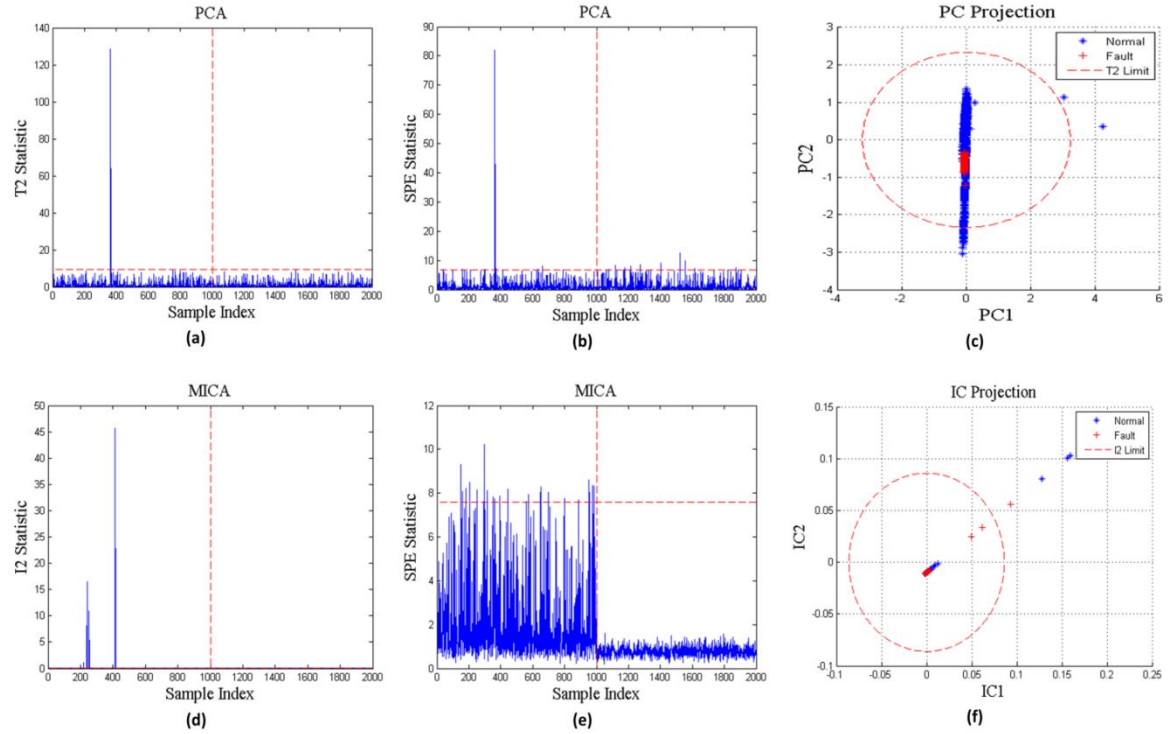 PCA
T2 Statistic
140
120
100
80
60
40
20
0
0 200 400 600 800 1000 1200 1400 1600 1800 2000
Sample Index
(a)
PCA
SPE Statistic
90
80
70
60
50
40
30
20
10
0
0 200 400 600 800 1000 1200 1400 1600 1800 2000
Sample Index
(b)
PC Projection
Normal
Fault
T2 Limit
PC2
4
3
2
1
0
-1
-2
-3
-4
-4 -2 0 2 4 6
PC1
(c)
MICA
I2 Statistic
50
45
40
35
30
25
20
15
10
5
0
0 200 400 600 800 1000 1200 1400 1600 1800 2000
Sample Index
(d)
MICA
SPE Statistic
12
10
8
6
4
2
0
0 200 400 600 800 1000 1200 1400 1600 1800 2000
Sample Index
(e)
IC Projection
Normal
Fault
I2 Limit
IC2
0.15
0.1
0.05
0
-0.05
-0.1
-0.1 -0.05 0 0.05 0.1 0.15 0.2 0.25
IC1
(f)